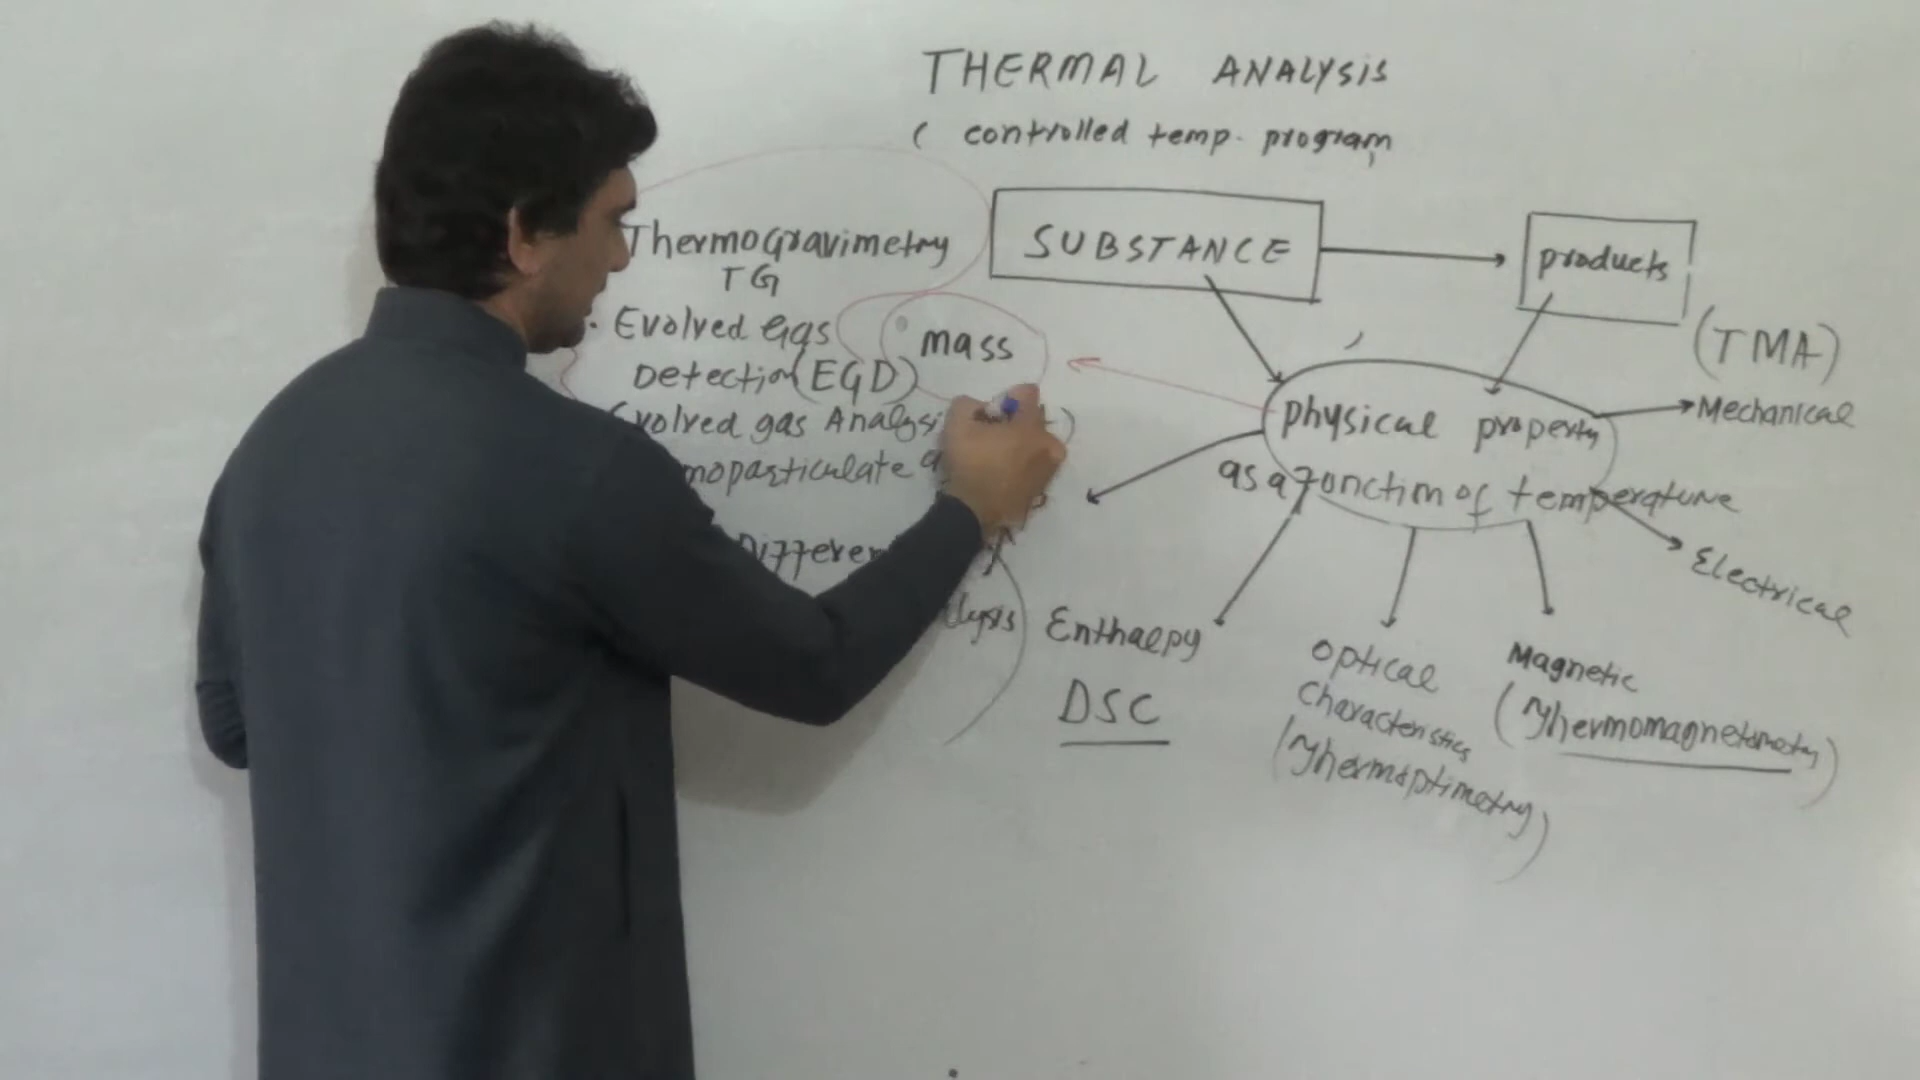 THERMAL ANALYSIS
( controlled temp. program,
SUBSTANCE
products
ThermoGravimetry
TG
Evolved Gas
Detection (EGD)
Evolved gas Analysis
mass
(TMA)
Mechanical
physical property
as a function of temperature
Electrical
Enthalpy
DSC
optical
characteristics
(Thermoptimetry)
Magnetic
(Thermomagnetometry)